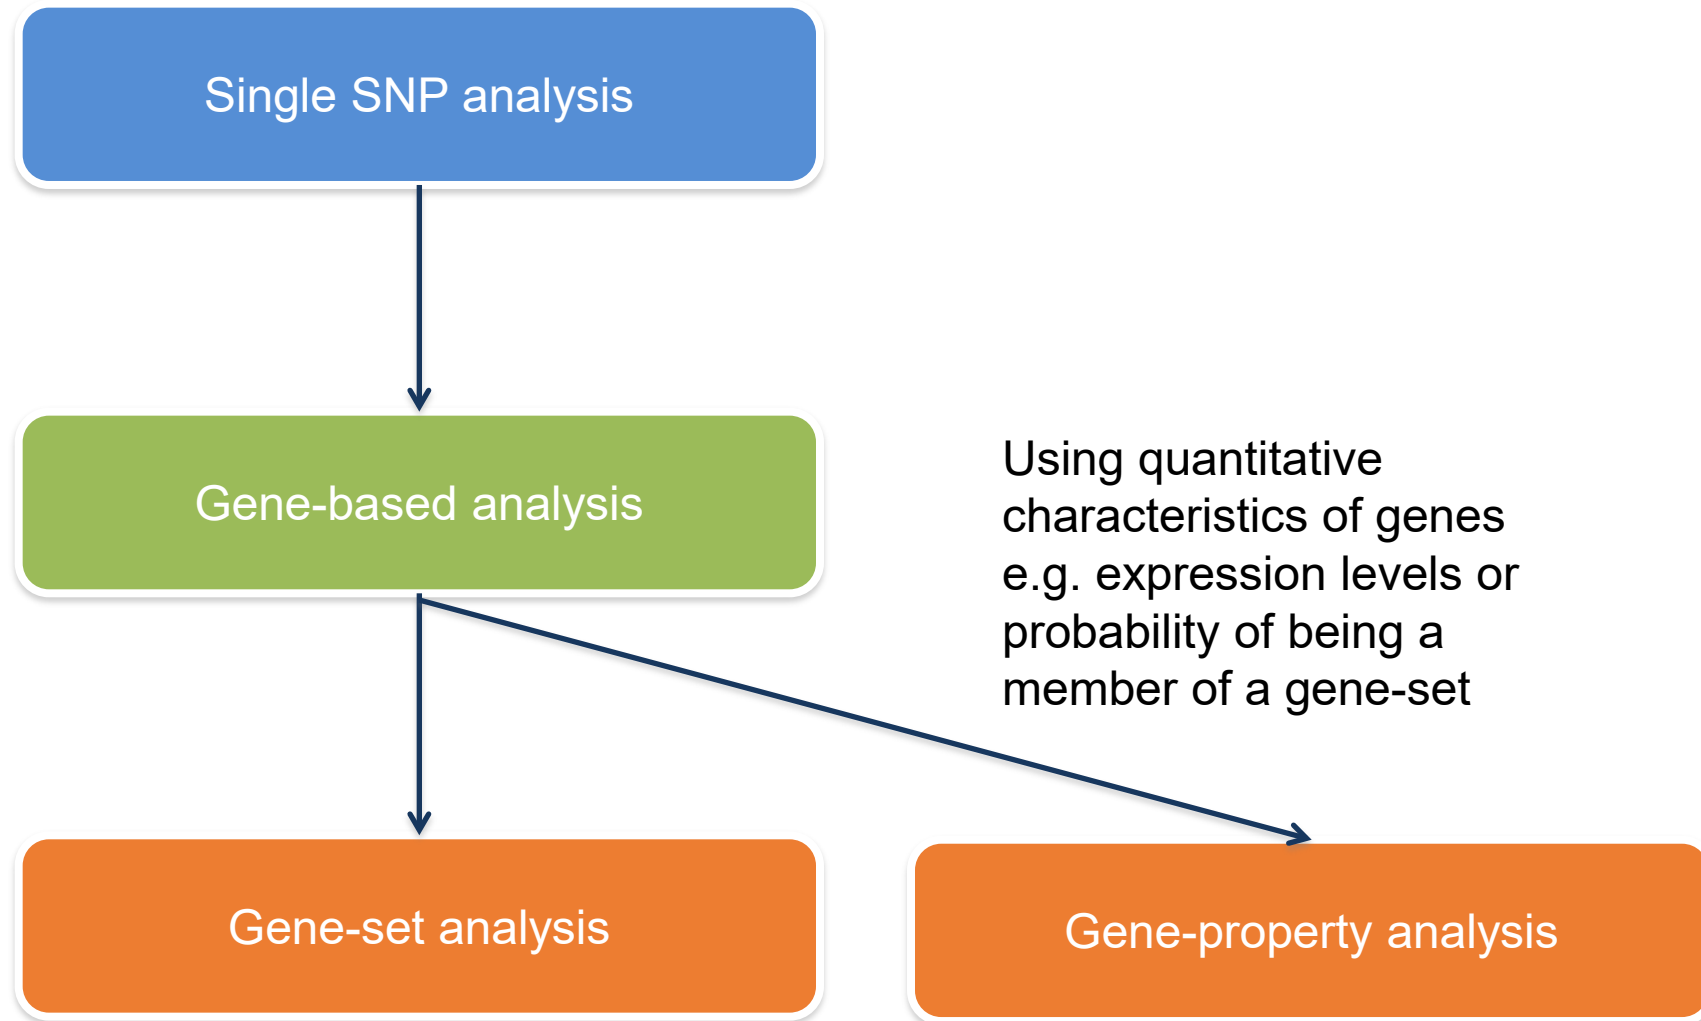 Single SNP analysis
Gene-based analysis
Using quantitative
characteristics of genes
e.g. expression levels or
probability of being a
member of a gene-set
Gene-set analysis
Gene-property analysis